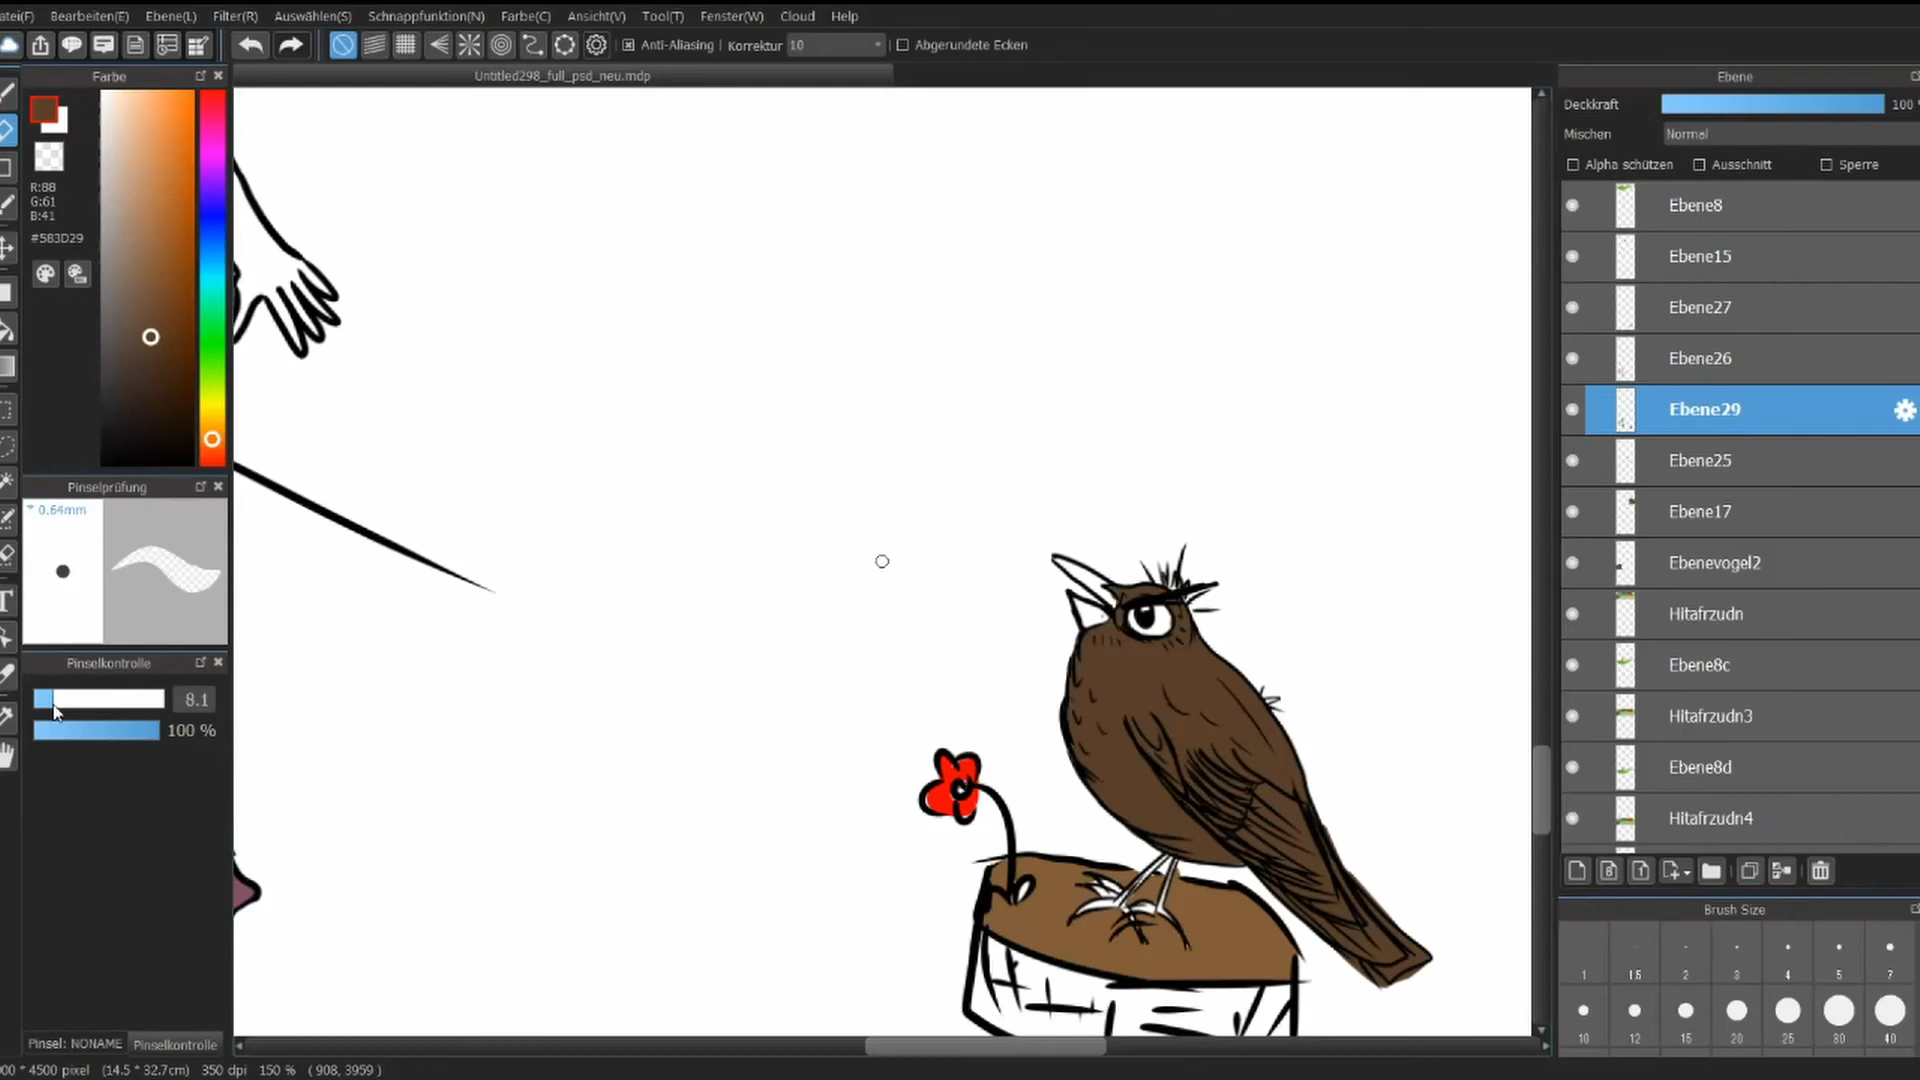 atei(F) Bearbeiten(E) Ebene(L) Filter(R) Auswählen(S) Schnappfunktion(N) Farbe(C) Ansicht(V) Tool(T) Fenster(W) Cloud Help
Anti-Aliasing Korrektur 10 Abgerundete Ecken
Farbe
Untitled298_full_psd_neu.mdp
R:88
G:61
B:41
#583D29
Pinselprüfung
0.64mm
Pinselkontrolle
8.1
100 %
Pinsel: NONAME Pinselkontrolle
00 * 4500 pixel (14.5 * 32.7cm) 350 dpi 150 % ( 908, 3959 )
Ebene
Deckkraft 100 %
Mischen Normal
Alpha schützen Ausschnitt Sperre
Ebene8
Ebene15
Ebene27
Ebene26
Ebene29
Ebene25
Ebene17
Ebenevogel2
Hitafrzudn
Ebene8c
Hitafrzudn3
Ebene8d
Hitafrzudn4
Brush Size
1 1.5 2 3 4 5 7
10 12 15 20 25 30 40